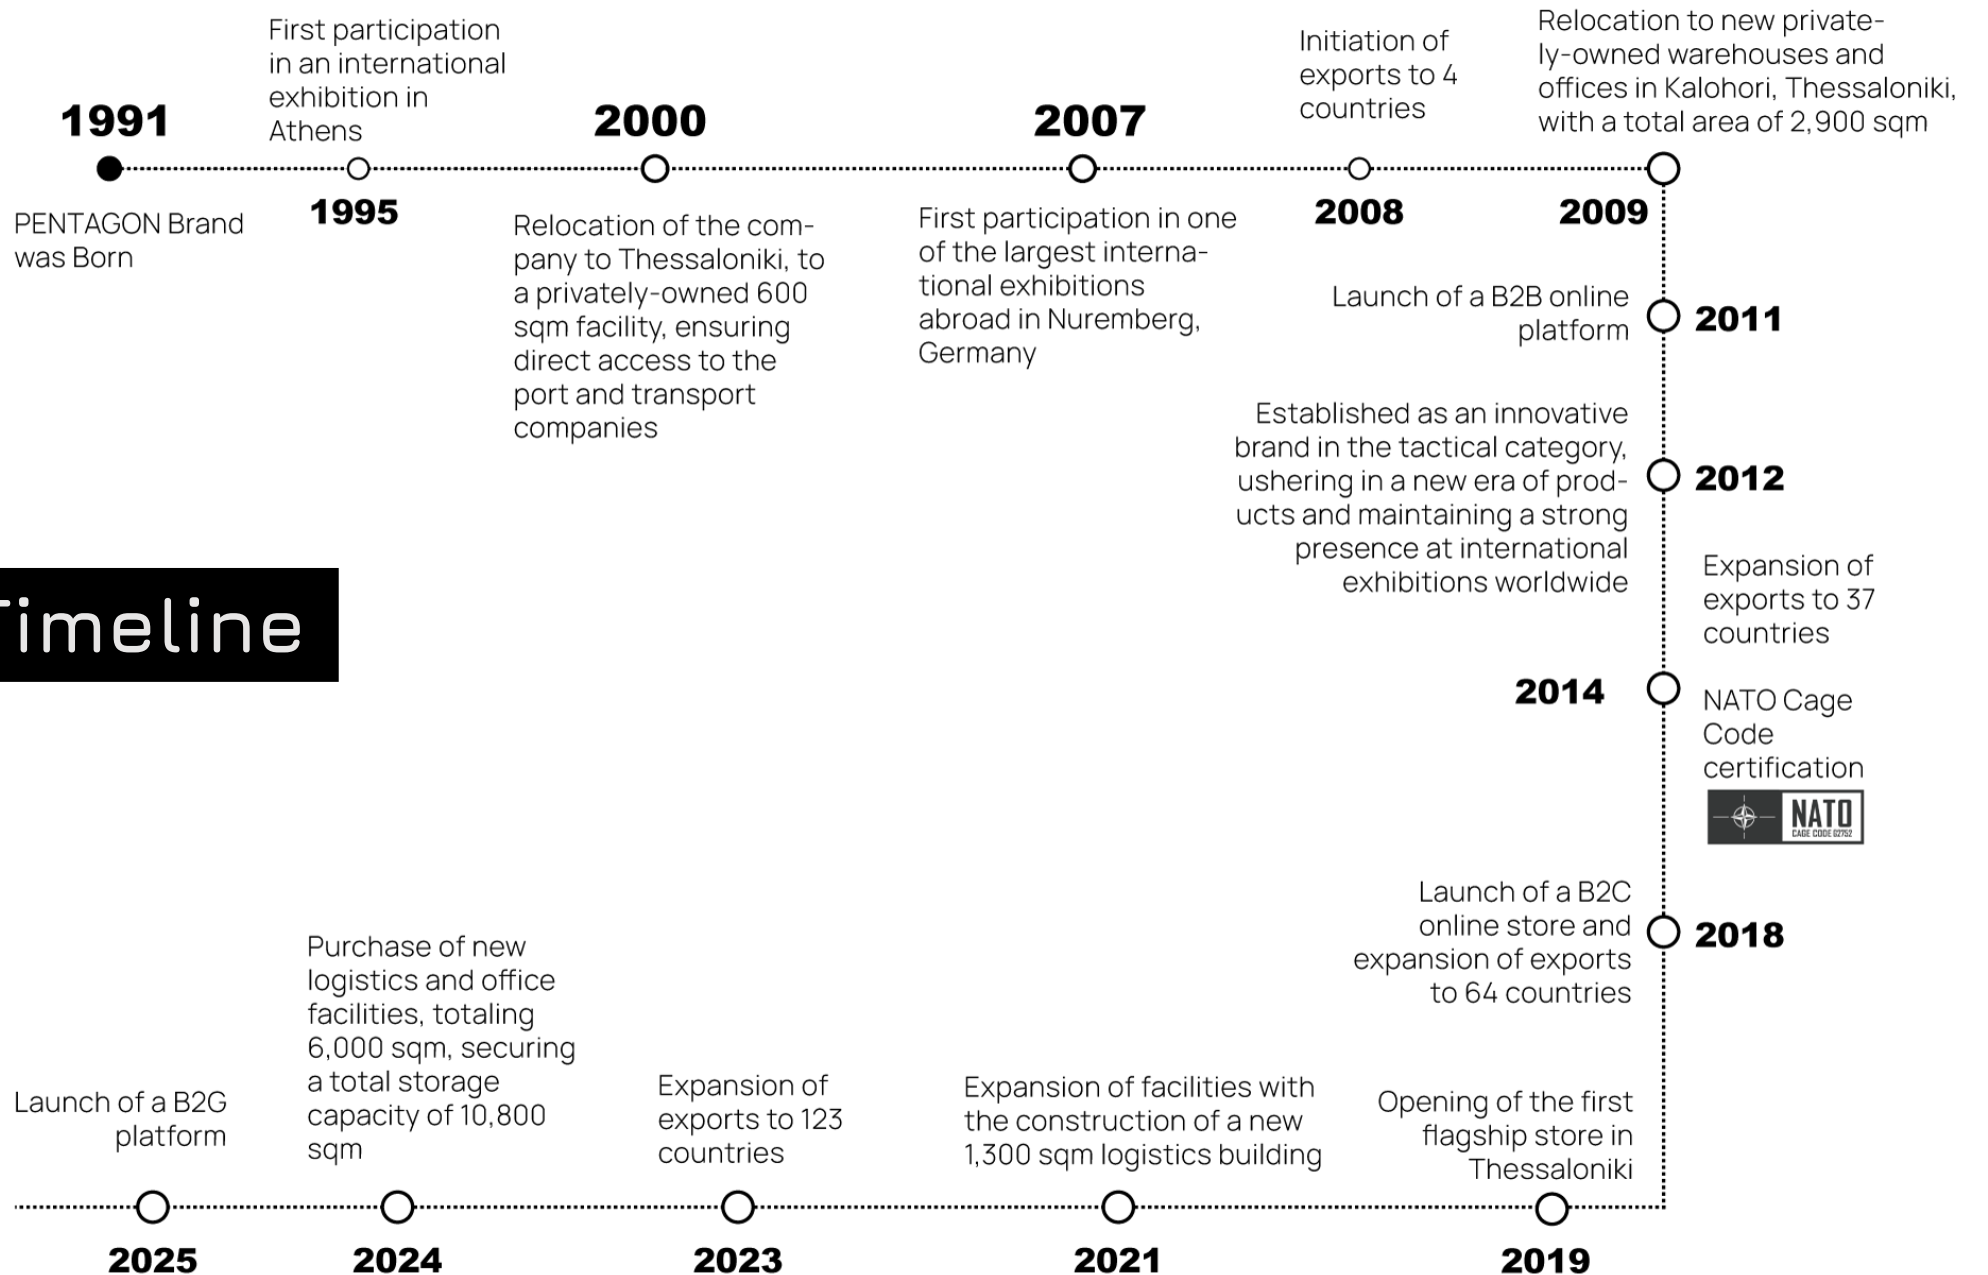 1991
PENTAGON Brand
was Born
First participation
in an international
exhibition in
Athens
1995
2000
Relocation of the com-
pany to Thessaloniki, to
a privately-owned 600
sqm facility, ensuring
direct access to the
port and transport
companies
2007
First participation in one
of the largest interna-
tional exhibitions
abroad in Nuremberg,
Germany
Initiation of
exports to 4
countries
2008
Relocation to new private-
ly-owned warehouses and
offices in Kalohori, Thessaloniki,
with a total area of 2,900 sqm
2009
Launch of a B2B online
platform
2011
Established as an innovative
brand in the tactical category,
ushering in a new era of prod-
ucts and maintaining a strong
presence at international
exhibitions worldwide
2012
Timeline
Expansion of
exports to 37
countries
2014
NATO Cage
Code
certification
NATO
CAGE CODE G2752
Launch of a B2C
online store and
expansion of exports
to 64 countries
2018
Opening of the first
flagship store in
Thessaloniki
2019
Expansion of facilities with
the construction of a new
1,300 sqm logistics building
2021
Expansion of
exports to 123
countries
2023
Purchase of new
logistics and office
facilities, totaling
6,000 sqm, securing
a total storage
capacity of 10,800
sqm
2024
Launch of a B2G
platform
2025